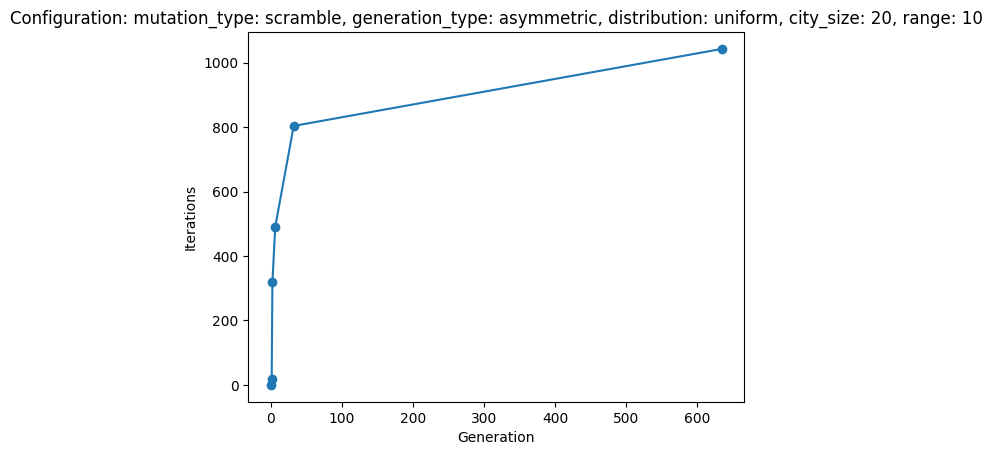 Configuration: mutation_type: scramble, generation_type: asymmetric, distribution: uniform, city_size: 20, range: 10
1000
800
600
400
200
0
Iterations
0 100 200 300 400 500 600
Generation